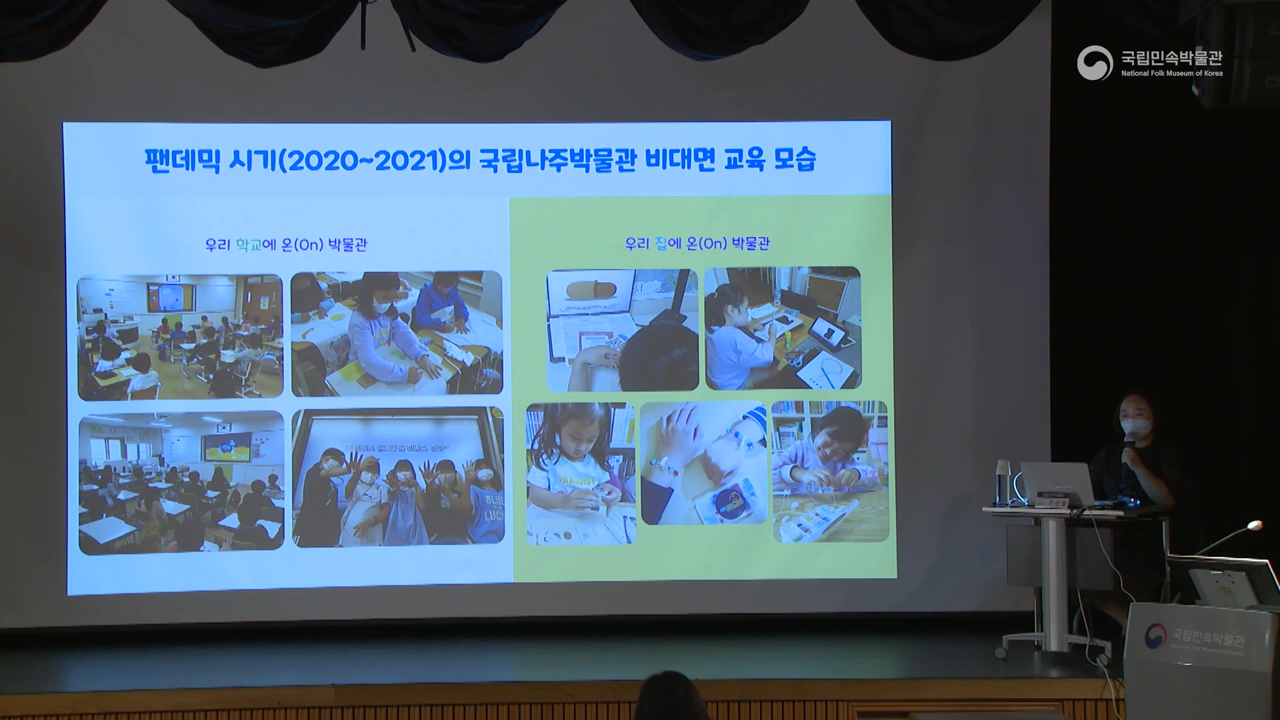 국립민속박물관
National Folk Museum of Korea
팬데믹 시기(2020~2021)의 국립나주박물관 비대면 교육 모습
우리 학교에 온(On) 박물관
우리 집에 온(On) 박물관
국립민속박물관